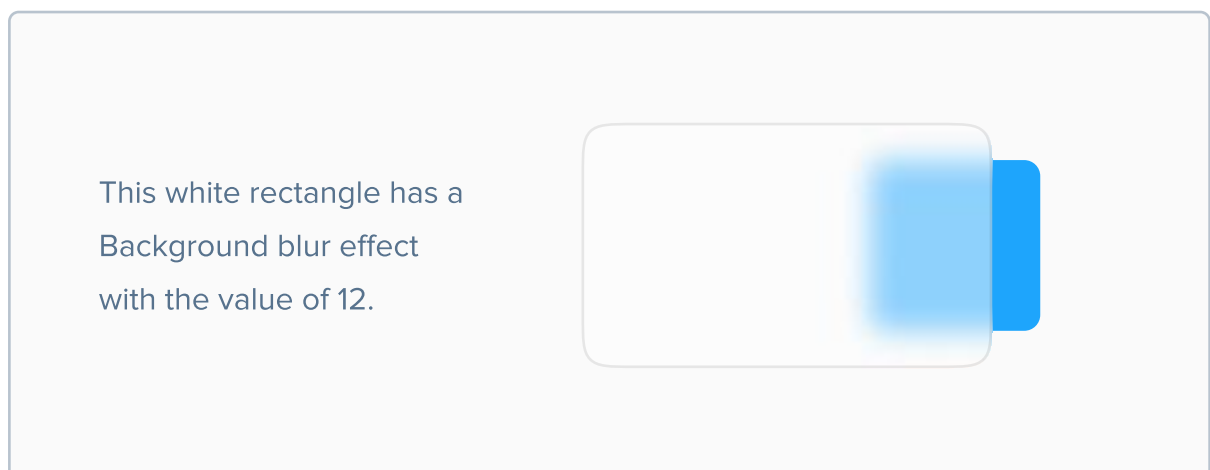 This white rectangle has a
Background blur effect
with the value of 12.